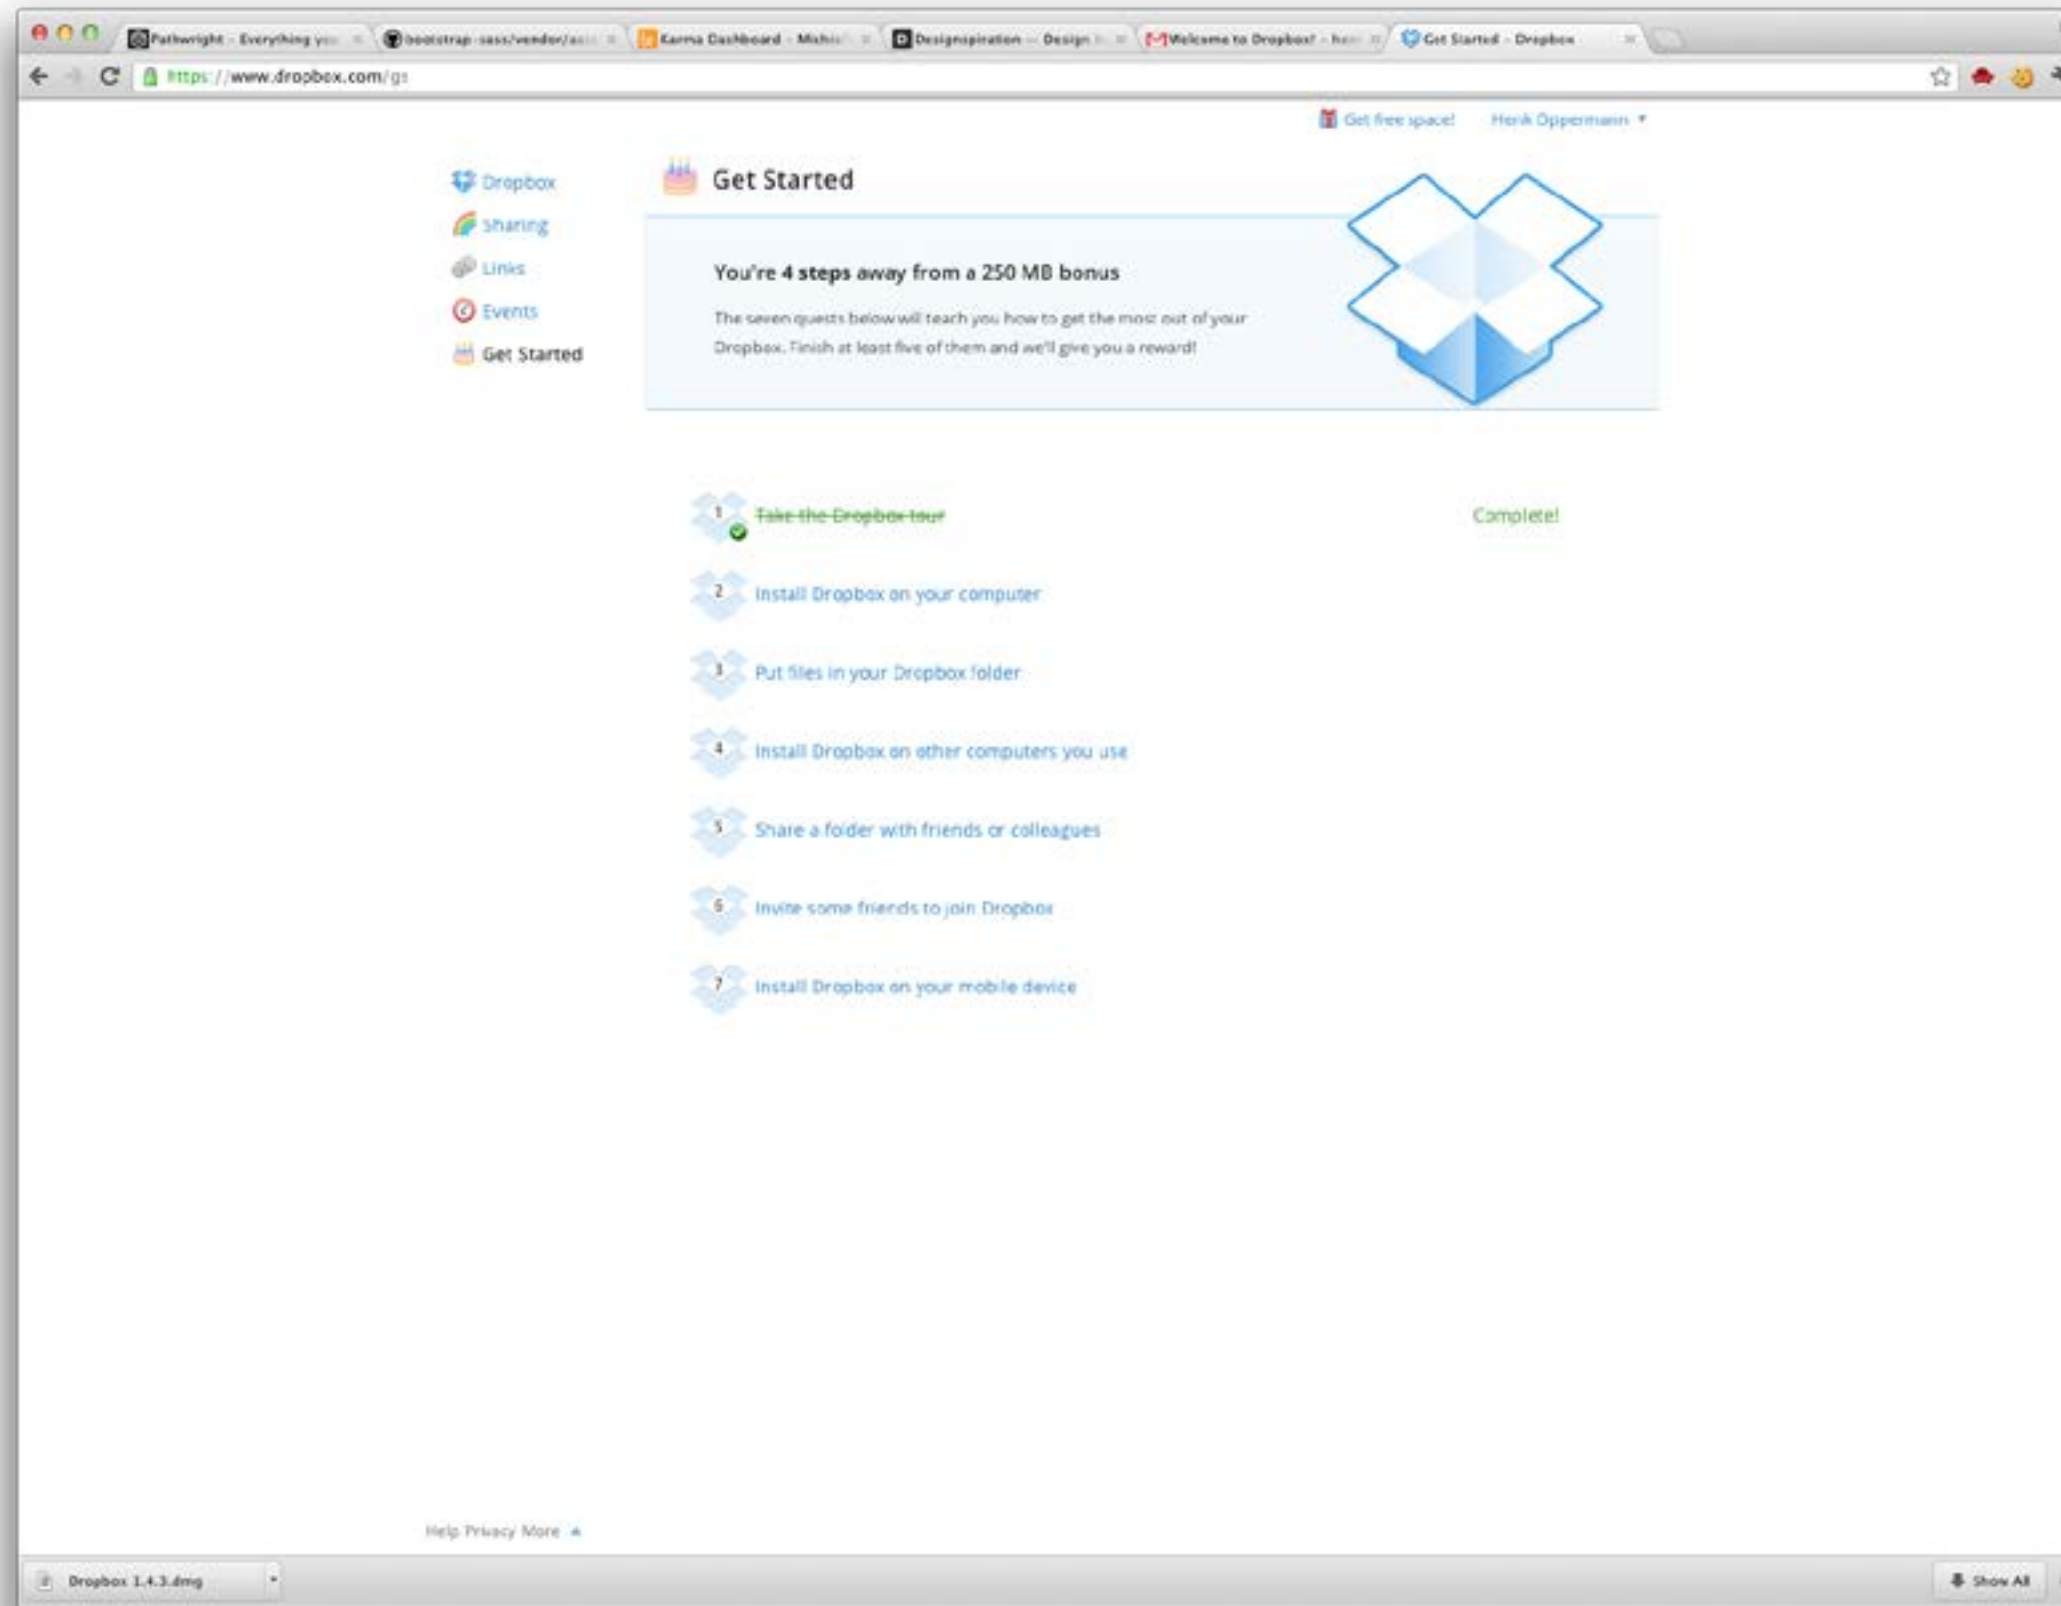 Pathwright - Everything you
bootstrap-sass/vendor/ass
Karma Dashboard -
Designspiration — Design
Welcome to Dropbox! -
Get Started - Dropbox
https://www.dropbox.com/gs
Get free space!
Henk Oppermann
Dropbox
Sharing
Links
Events
Get Started
Get Started
You're 4 steps away from a 250 MB bonus
The seven quests below will teach you how to get the most out of your
Dropbox. Finish at least five of them and we'll give you a reward!
1 Take the Dropbox tour Complete!
2 Install Dropbox on your computer
3 Put files in your Dropbox folder
4 Install Dropbox on other computers you use
5 Share a folder with friends or colleagues
6 Invite some friends to join Dropbox
7 Install Dropbox on your mobile device
Help Privacy More
Dropbox 1.4.3.dmg
Show All